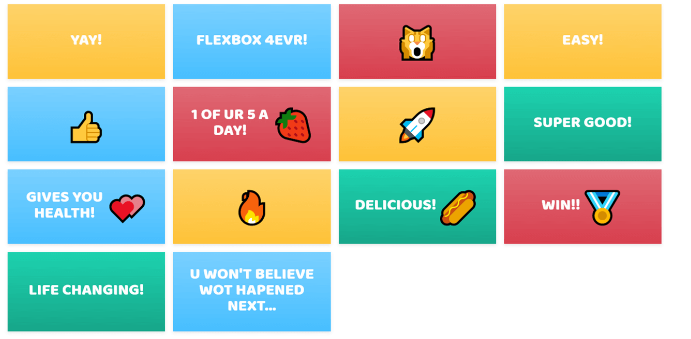 YAY!
FLEXBOX 4EVR!
EASY!
1 OF UR 5 A
DAY!
SUPER GOOD!
GIVES YOU
HEALTH!
DELICIOUS!
WIN!!
LIFE CHANGING!
U WON'T BELIEVE
WOT HAPENED
NEXT...